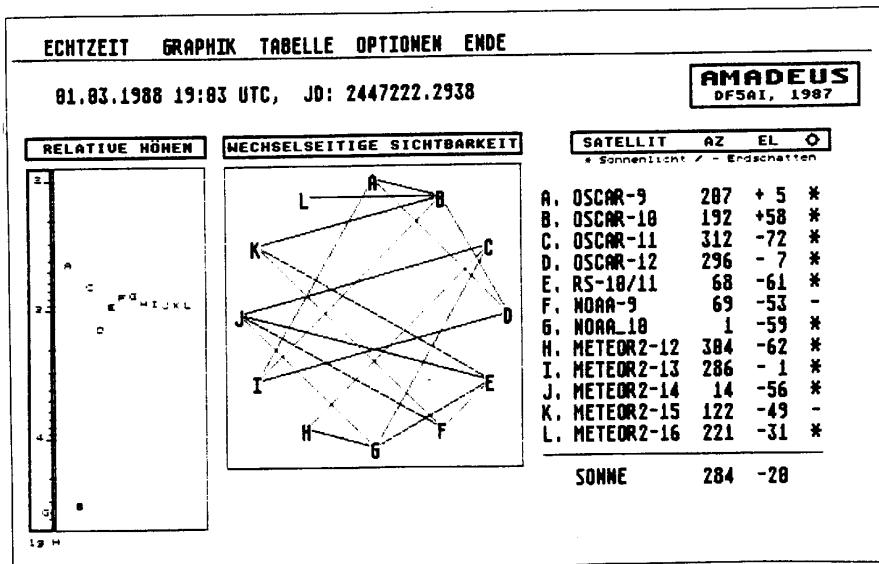 ECHTZEIT GRAPHIK TABELLE OPTIONEN ENDE
01.03.1988 19:03 UTC, JD: 2447222.2938
AMADEUS
DF5AI, 1987
RELATIVE HÖHEN
WECHSELSEITIGE SICHTBARKEIT
SATELLIT AZ EL
* Sonnenlicht / - Erdschatten
A. OSCAR-9 207 + 5 *
B. OSCAR-10 192 +58 *
C. OSCAR-11 312 -72 *
D. OSCAR-12 296 - 7 *
E. RS-10/11 68 -61 *
F. NOAA-9 69 -53 -
G. NOAA_10 1 -59 *
H. METEOR2-12 304 -62 *
I. METEOR2-13 286 - 1 *
J. METEOR2-14 14 -56 *
K. METEOR2-15 122 -49 -
L. METEOR2-16 221 -31 *
SONNE 284 -20
A
L B
K C
J D
I E
H F
G
A
C
E F G H I J K L
D
B
4
lg H